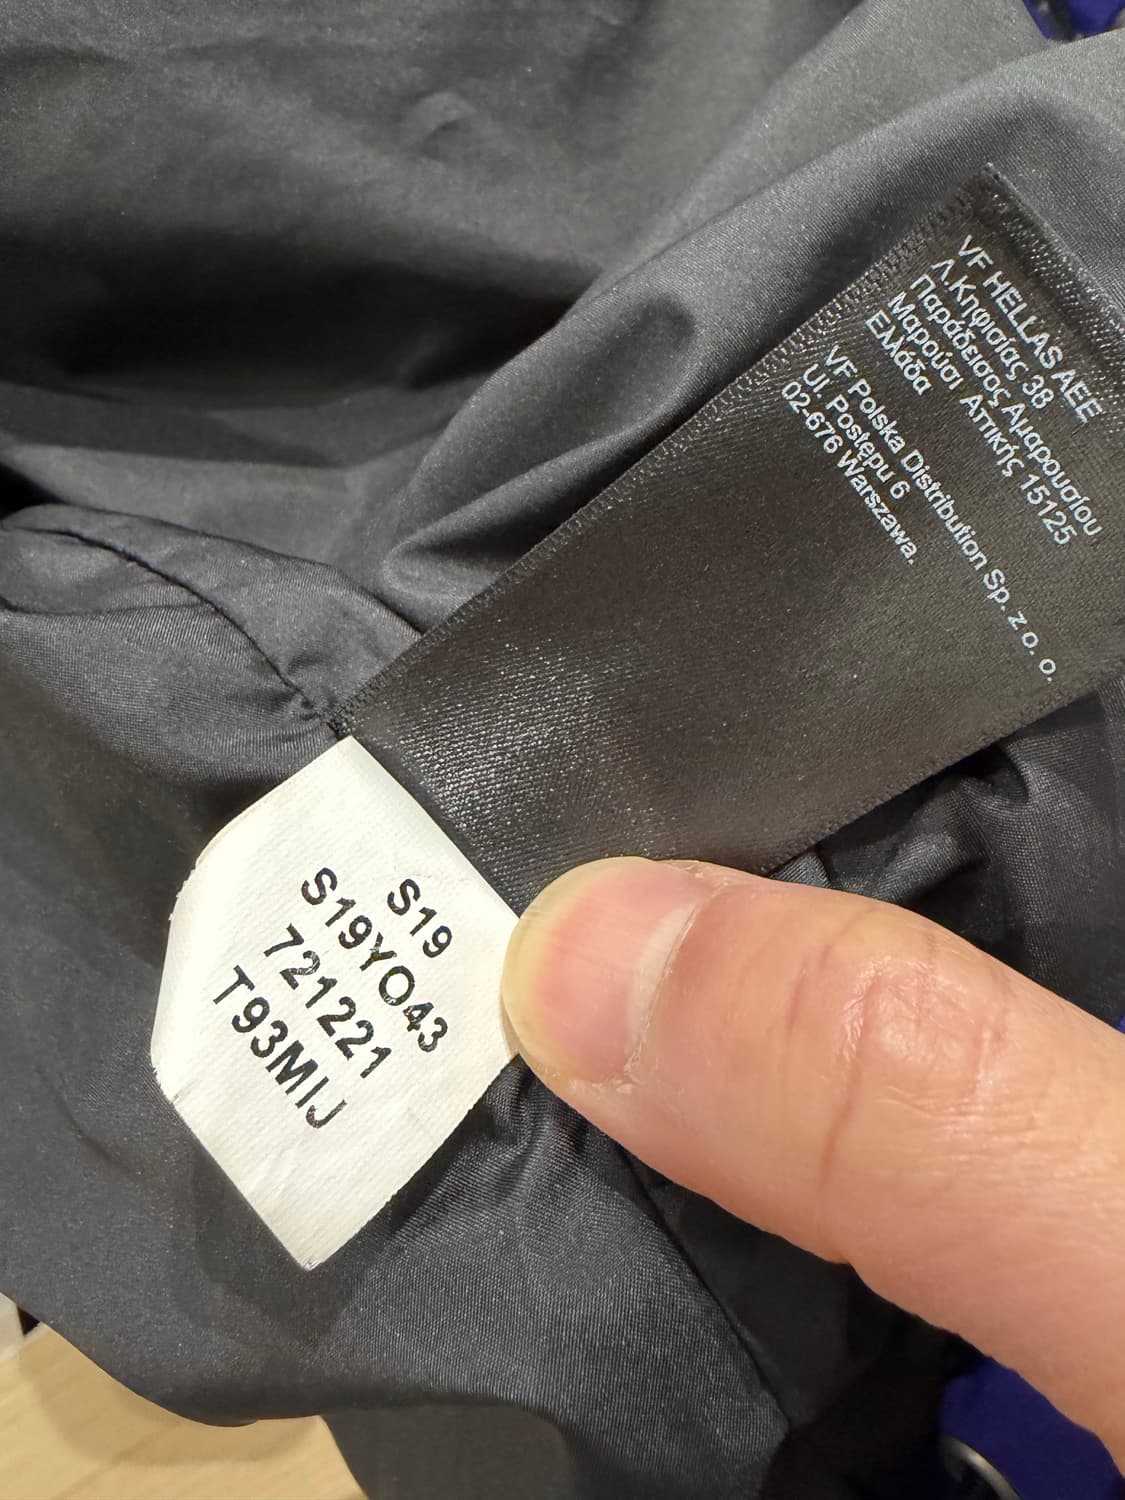 VF HELLAS AEE
Λ.Κηφισίας 38
Παράδεισος Αμαρουσίου
Μαρούσι Αττικής 15125
Ελλάδα
VF Polska Distribution Sp. z o. o.
Ul. Postępu 6
02-676 Warszawa.
S19
S19YO43
721221
T93MIJ